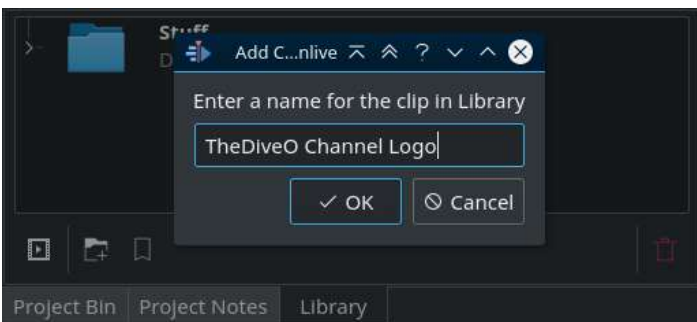 Stuff
D
Add C...nlive
Enter a name for the clip in Library
TheDiveO Channel Logo
OK
Cancel
Project Bin
Project Notes
Library